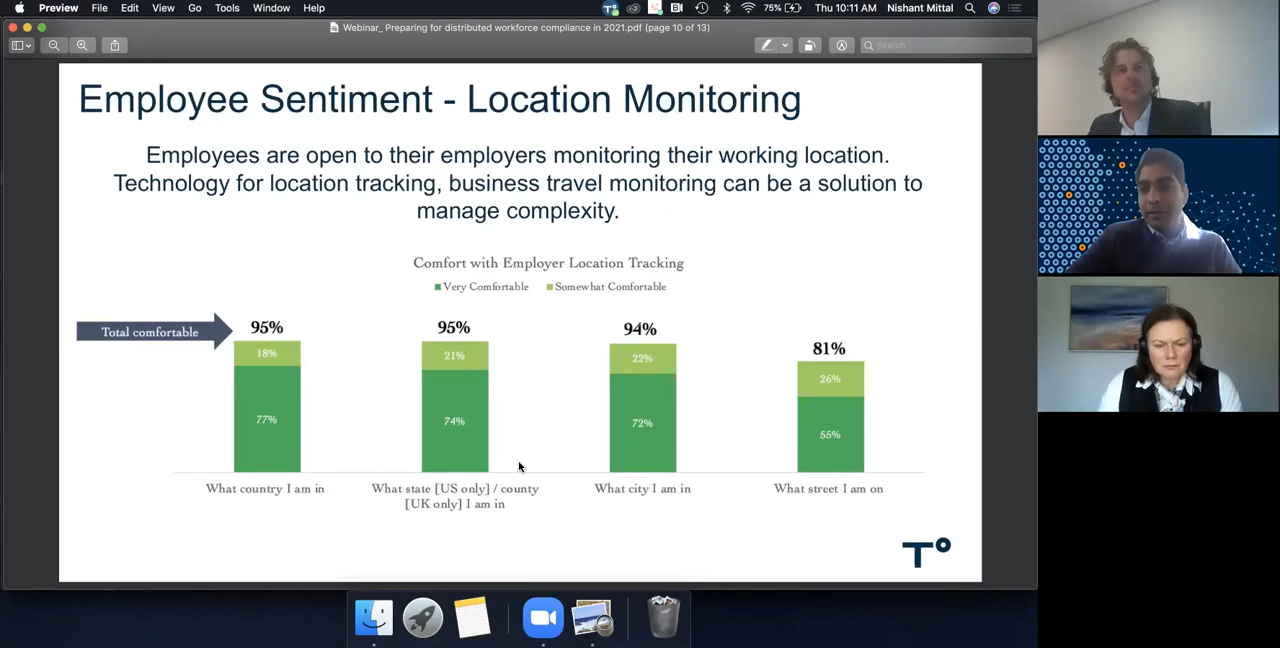 Preview File Edit View Go Tools Window Help
75% Thu 10:11 AM Nishant Mittal
Webinar_ Preparing for distributed workforce compliance in 2021.pdf (page 10 of 13)
Search
Employee Sentiment - Location Monitoring
Employees are open to their employers monitoring their working location.
Technology for location tracking, business travel monitoring can be a solution to
manage complexity.
Comfort with Employer Location Tracking
Very Comfortable Somewhat Comfortable
Total comfortable
95% 95% 94% 81%
18% 21% 22% 26%
77% 74% 72% 55%
What country I am in
What state [US only] / county
[UK only] I am in
What city I am in
What street I am on
T°